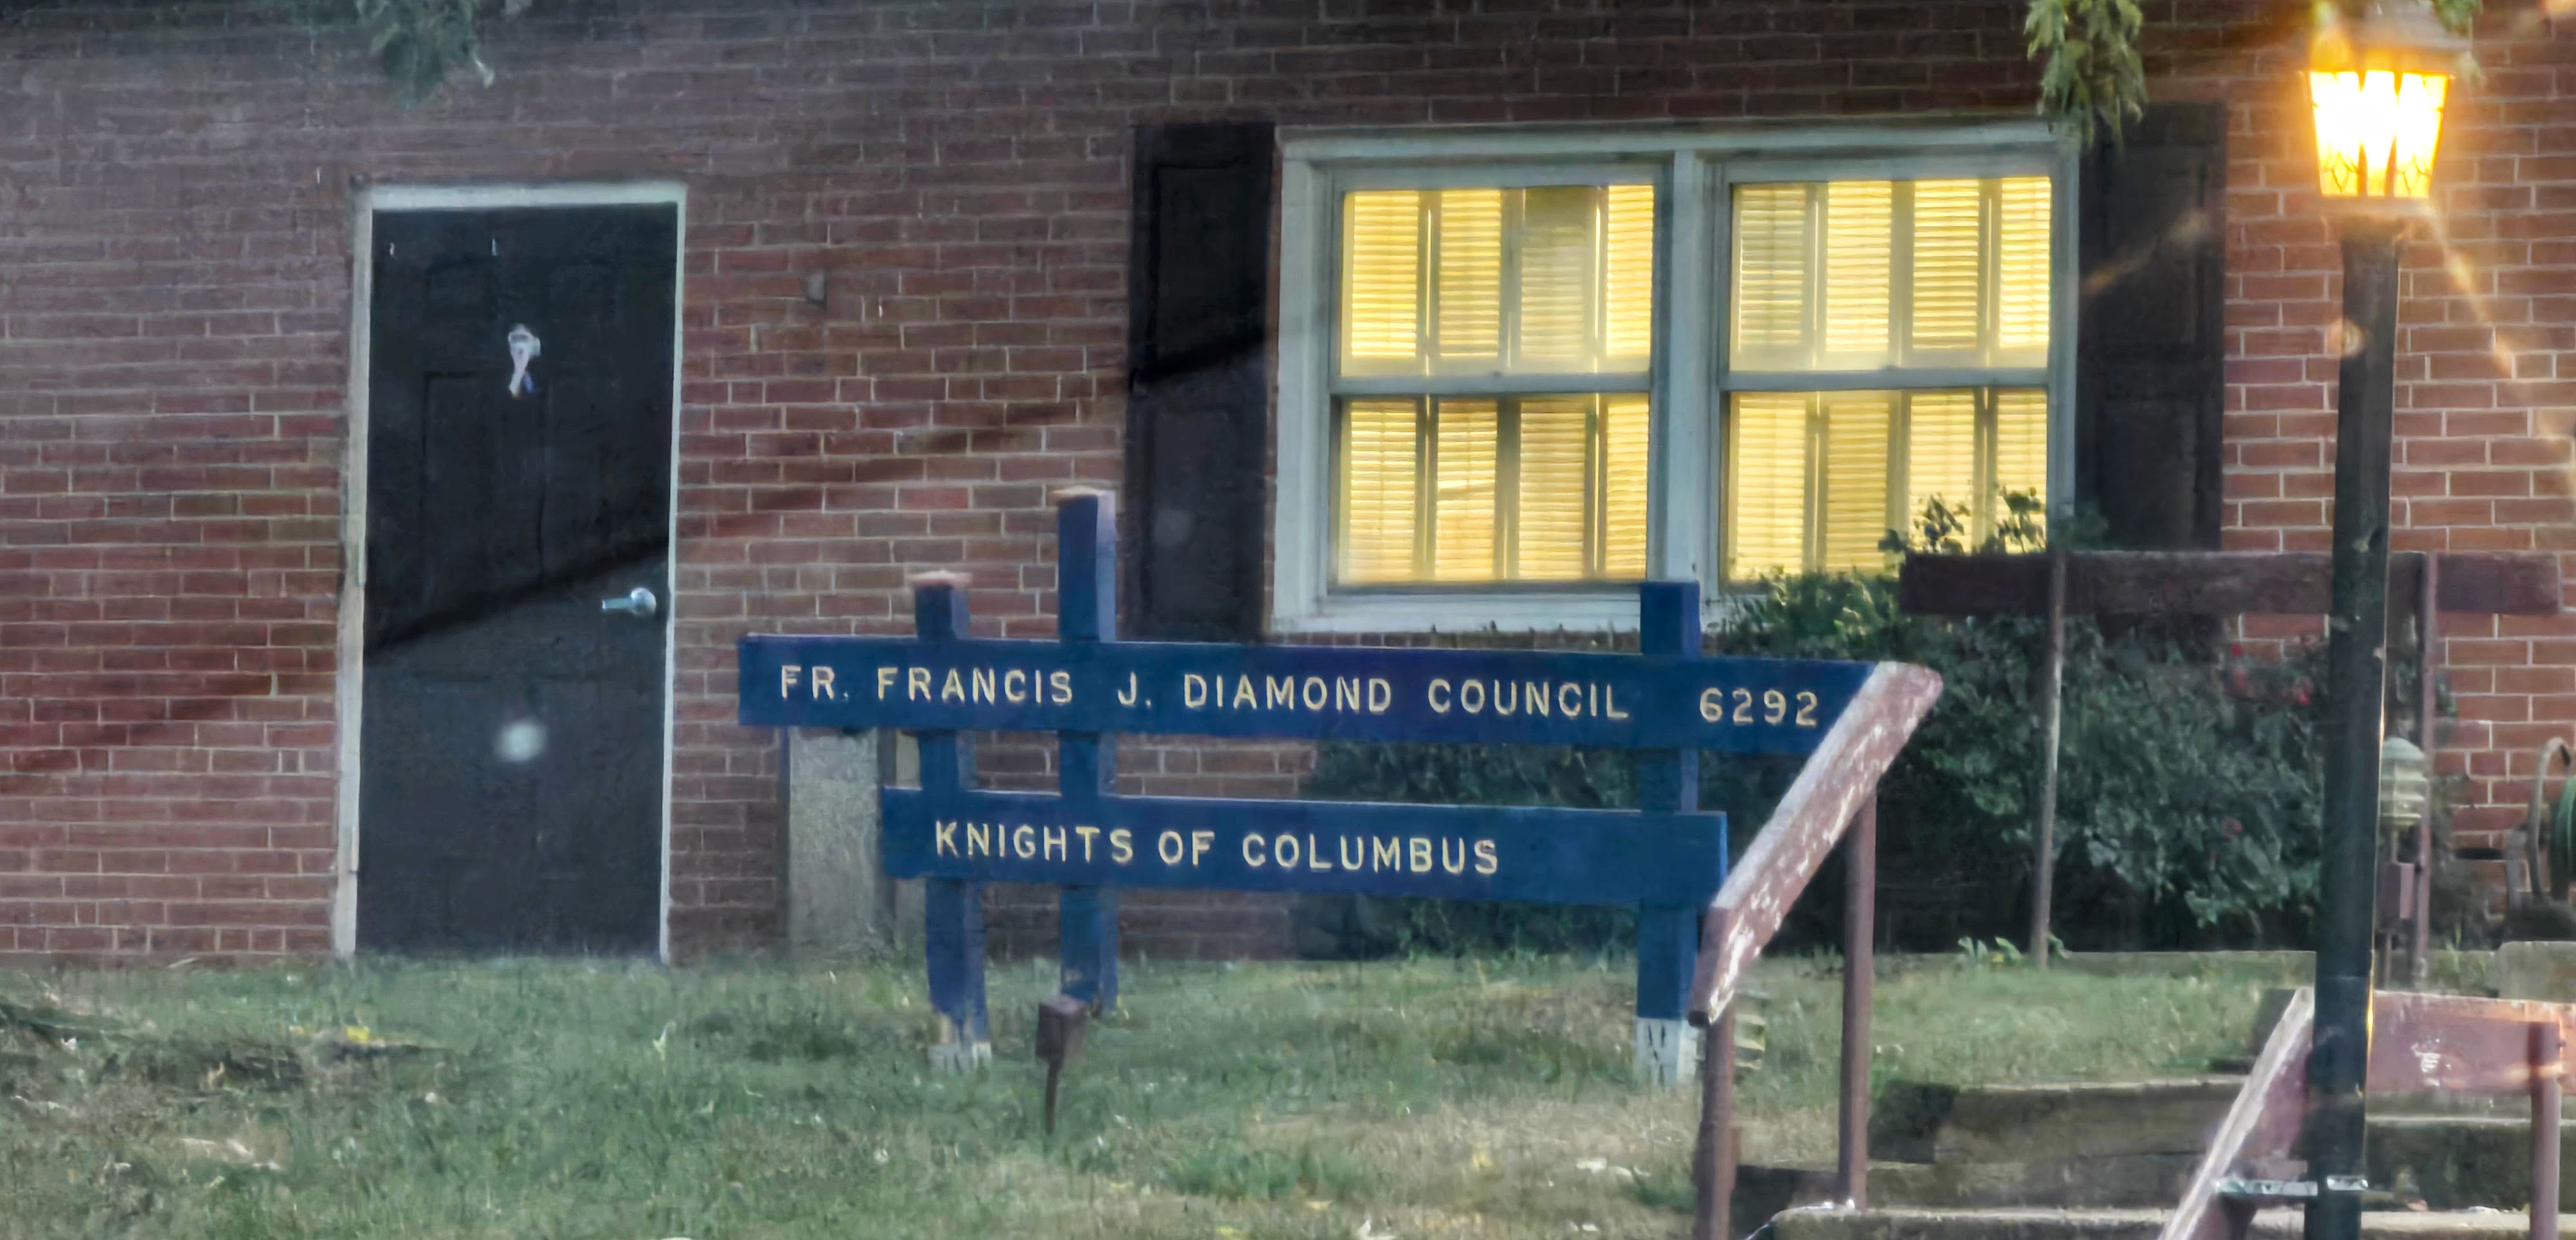 FR. FRANCIS J. DIAMOND COUNCIL 6292
KNIGHTS OF COLUMBUS